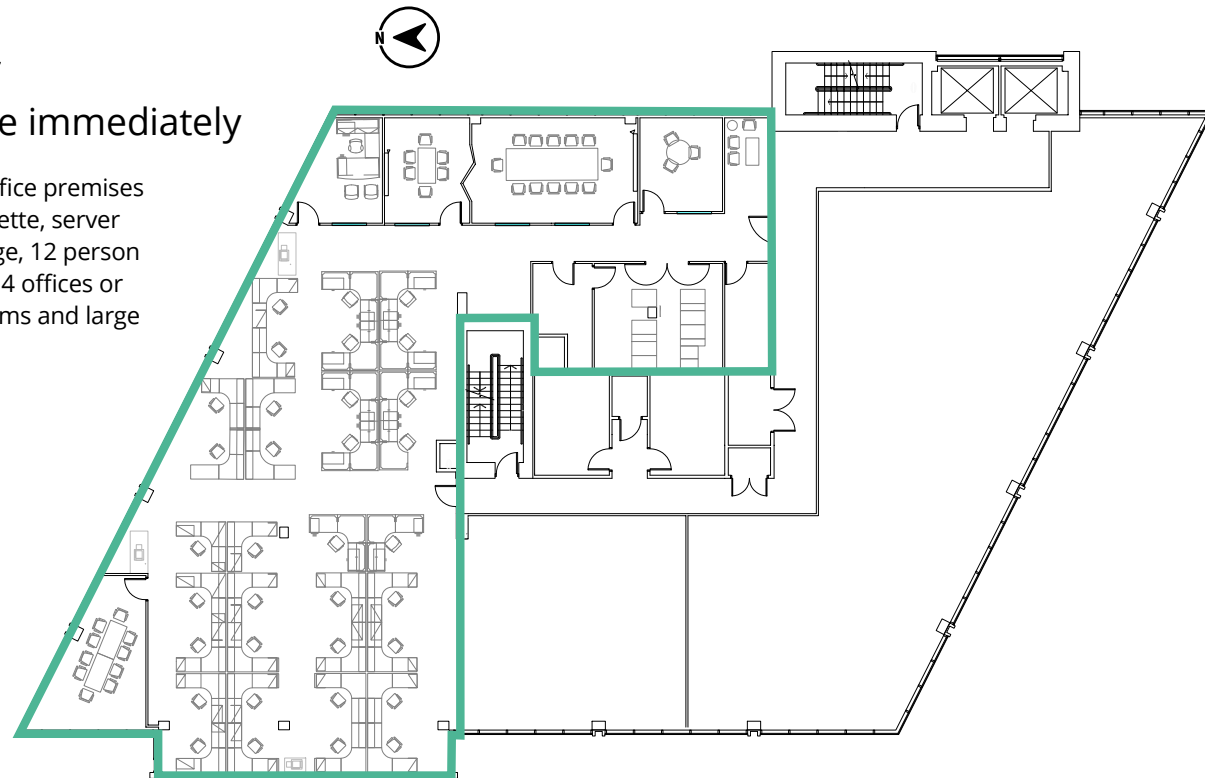 N
e immediately
fice premises
ette, server
ge, 12 person
4 offices or
ms and large